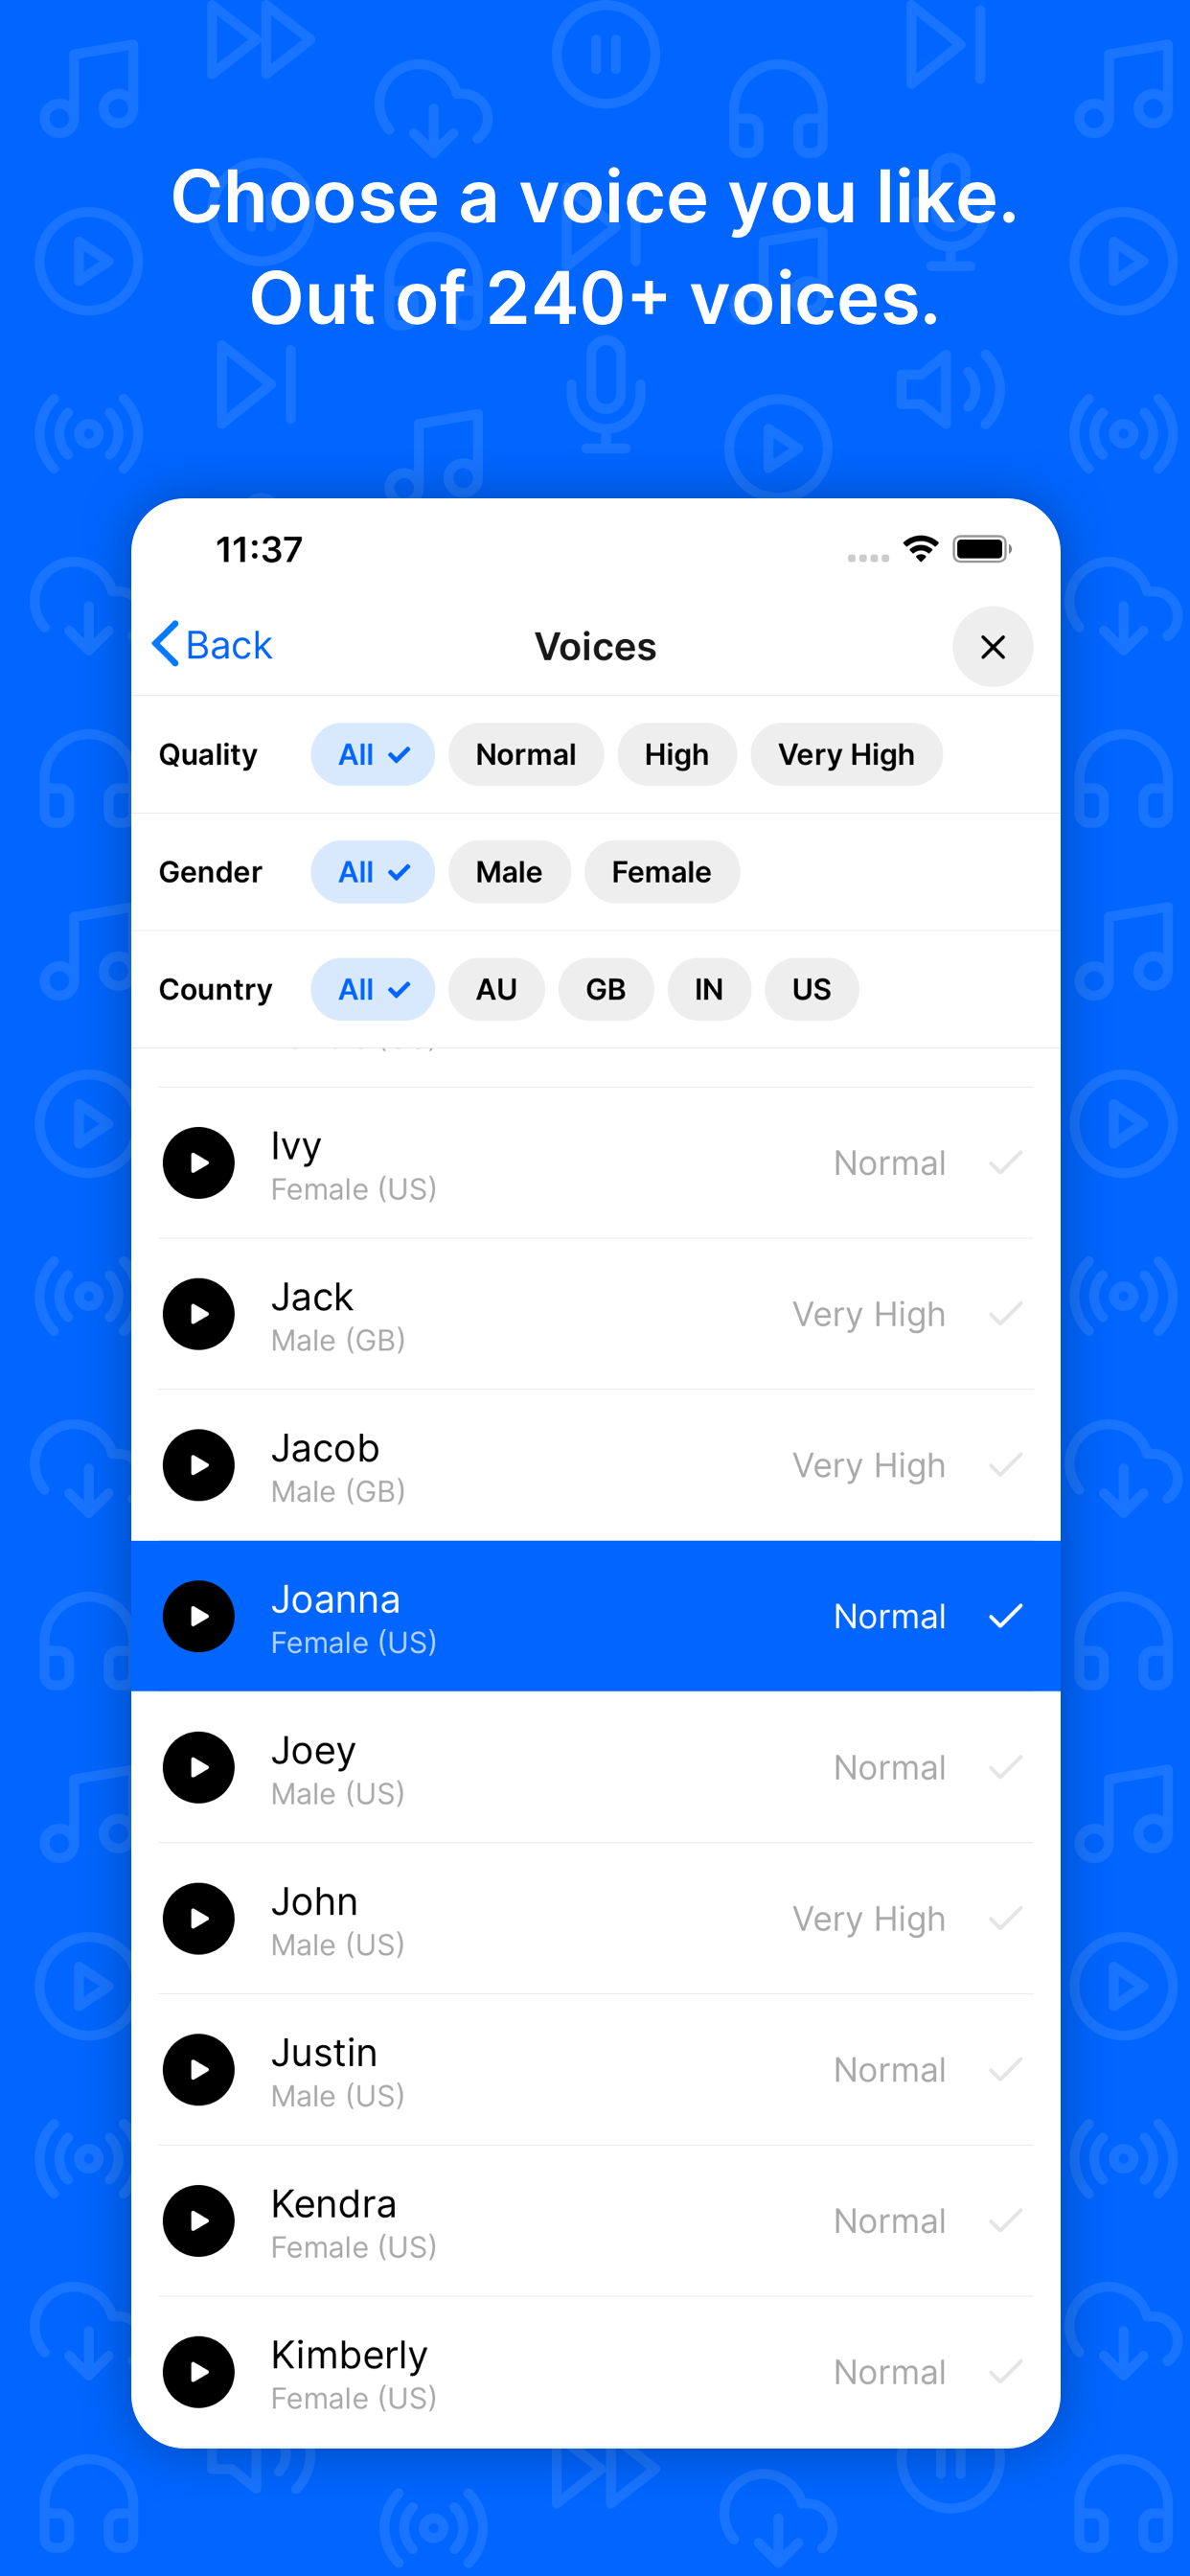 Choose a voice you like.
Out of 240+ voices.
11:37
Back Voices
Quality All Normal High Very High
Gender All Male Female
Country All AU GB IN US
Ivy
Female (US)
Normal
Jack
Male (GB)
Very High
Jacob
Male (GB)
Very High
Joanna
Female (US)
Normal
Joey
Male (US)
Normal
John
Male (US)
Very High
Justin
Male (US)
Normal
Kendra
Female (US)
Normal
Kimberly
Female (US)
Normal